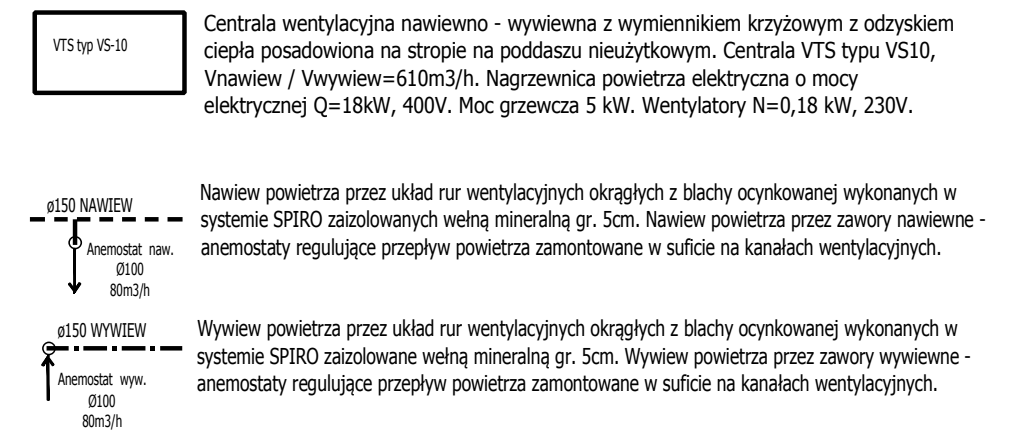 VTS typ VS-10
Centrala wentylacyjna nawiewno - wywiewna z wymiennikiem krzyżowym z odzyskiem
ciepła posadowiona na stropie na poddaszu nieużytkowym. Centrala VTS typu VS10,
Vnawiew / Vwywiew=610m3/h. Nagrzewnica powietrza elektryczna o mocy
elektrycznej Q=18kW, 400V. Moc grzewcza 5 kW. Wentylatory N=0,18 kW, 230V.
ø150 NAWIEW
Anemostat naw.
Ø100
80m3/h
Nawiew powietrza przez układ rur wentylacyjnych okrągłych z blachy ocynkowanej wykonanych w
systemie SPIRO zaizolowanych wełną mineralną gr. 5cm. Nawiew powietrza przez zawory nawiewne -
anemostaty regulujące przepływ powietrza zamontowane w suficie na kanałach wentylacyjnych.
ø150 WYWIEW
Anemostat wyw.
Ø100
80m3/h
Wywiew powietrza przez układ rur wentylacyjnych okrągłych z blachy ocynkowanej wykonanych w
systemie SPIRO zaizolowane wełną mineralną gr. 5cm. Wywiew powietrza przez zawory wywiewne -
anemostaty regulujące przepływ powietrza zamontowane w suficie na kanałach wentylacyjnych.